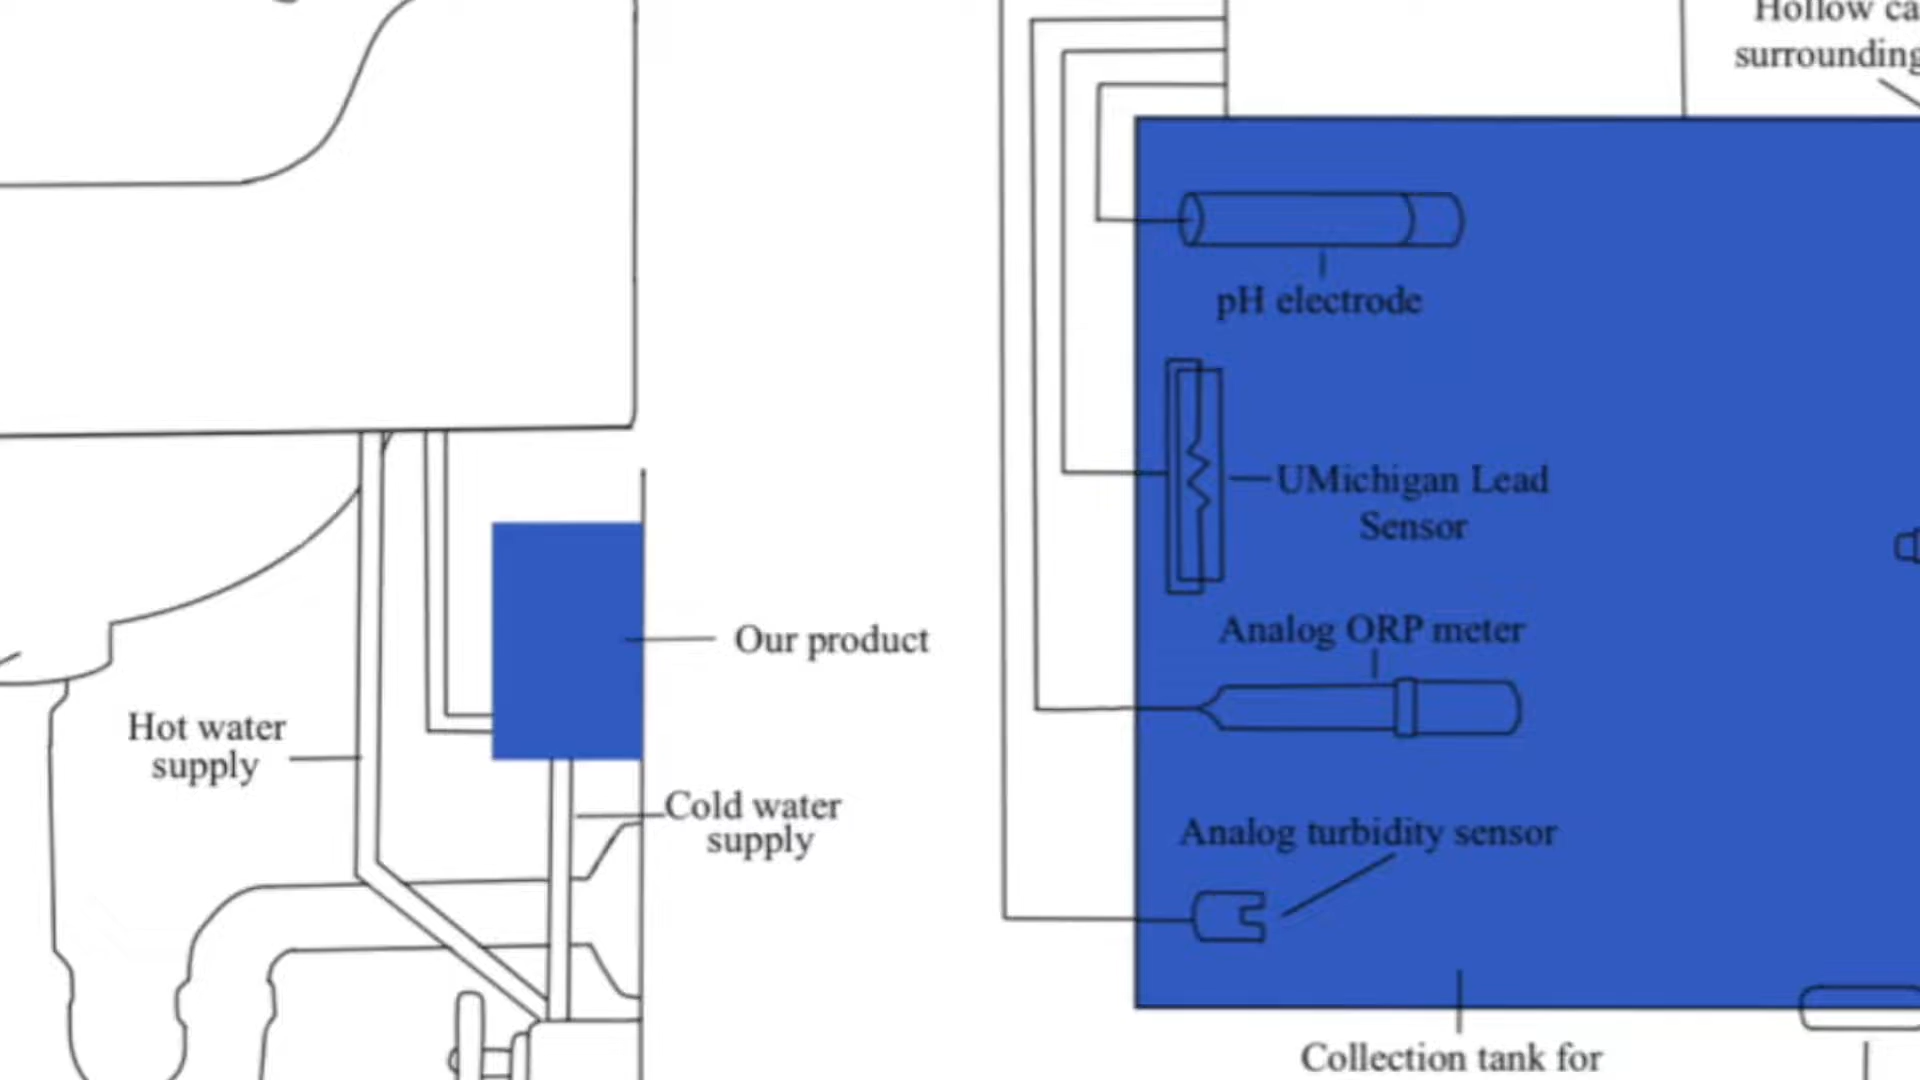 Hollow
surrounding
pH electrode
UMichigan Lead
Sensor
Analog ORP meter
Our product
Hot water
supply
Cold water
supply
Analog turbidity sensor
Collection tank for